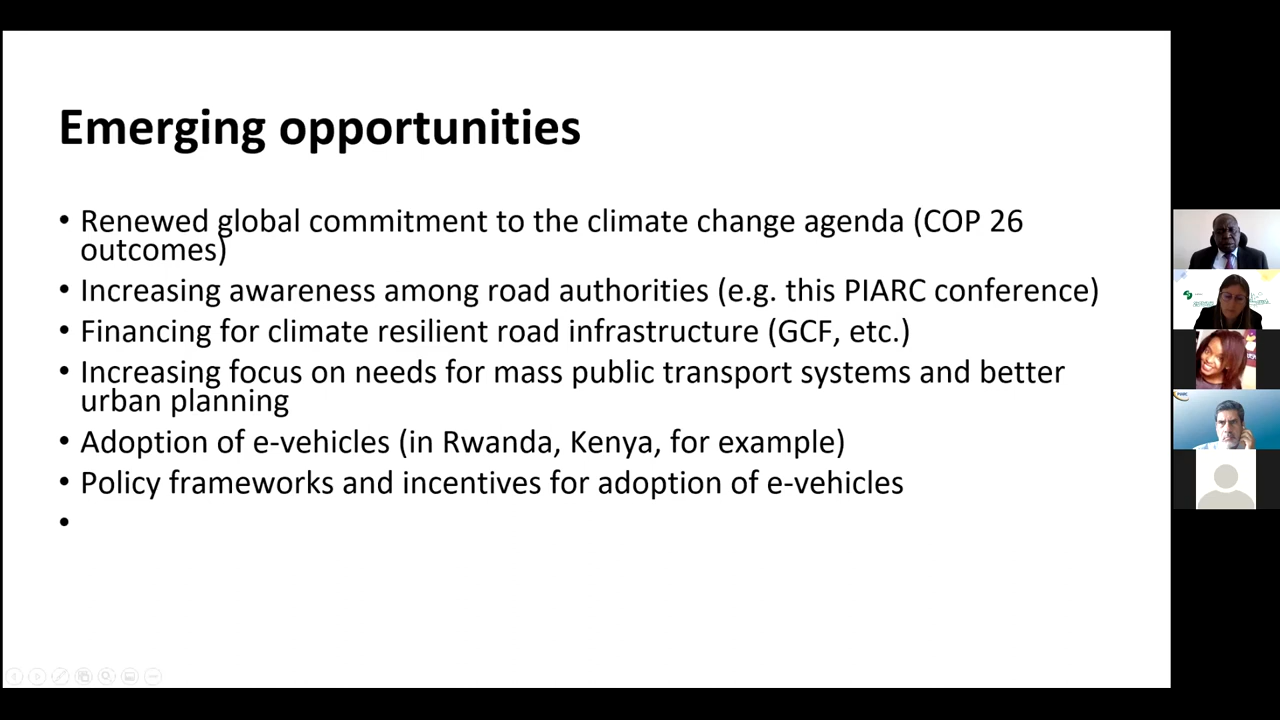 Emerging opportunities
• Renewed global commitment to the climate change agenda (COP 26
outcomes)
• Increasing awareness among road authorities (e.g. this PIARC conference)
• Financing for climate resilient road infrastructure (GCF, etc.)
• Increasing focus on needs for mass public transport systems and better
urban planning
• Adoption of e-vehicles (in Rwanda, Kenya, for example)
• Policy frameworks and incentives for adoption of e-vehicles
•
PIARC